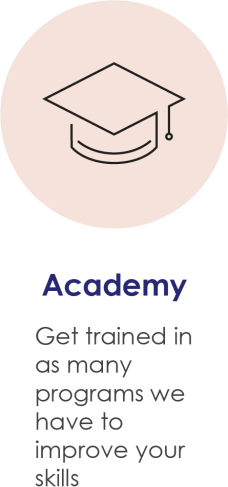 Academy
Get trained in
as many
programs we
have to
improve your
skills